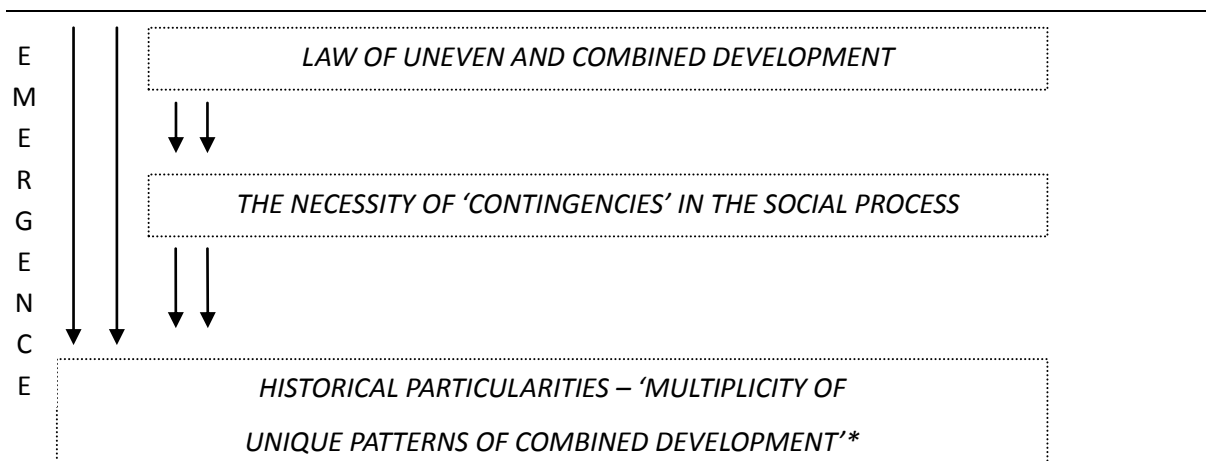 E
M
E
R
G
E
N
C
E
LAW OF UNEVEN AND COMBINED DEVELOPMENT
THE NECESSITY OF ‘CONTINGENCIES’ IN THE SOCIAL PROCESS
HISTORICAL PARTICULARITIES – ‘MULTIPLICITY OF
UNIQUE PATTERNS OF COMBINED DEVELOPMENT’*